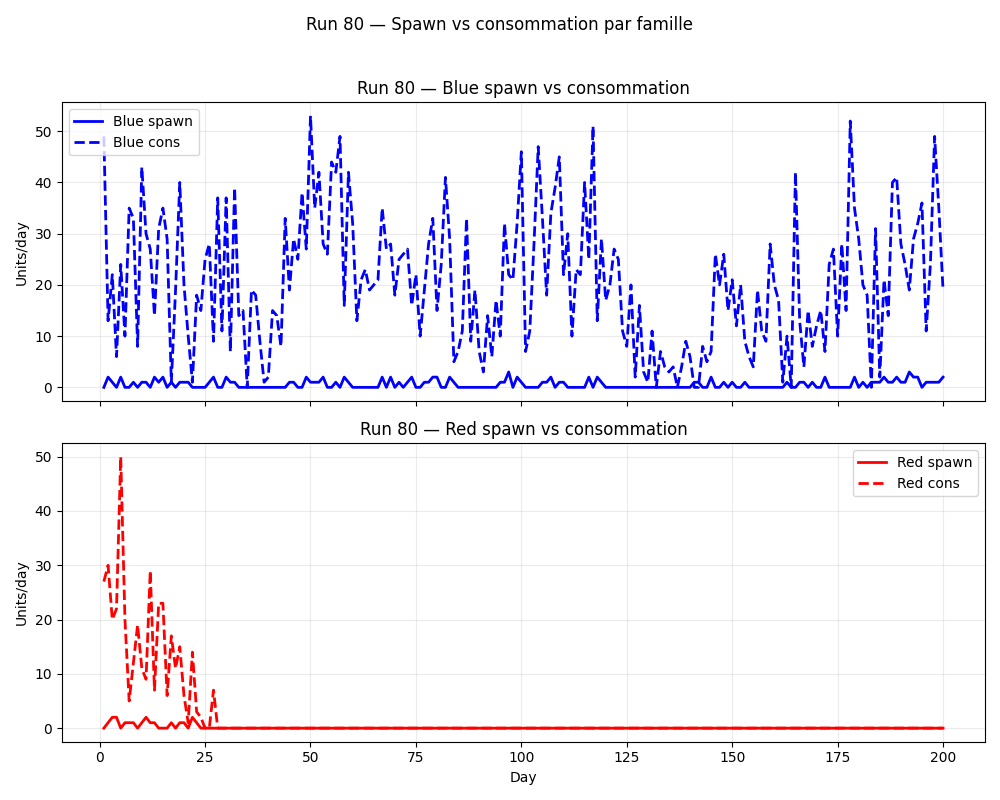 Run 80 — Spawn vs consommation par famille
Run 80 — Blue spawn vs consommation
Blue spawn
Blue cons
Units/day
50
40
30
20
10
0
Run 80 — Red spawn vs consommation
Red spawn
Red cons
Units/day
50
40
30
20
10
0
0 25 50 75 100 125 150 175 200
Day